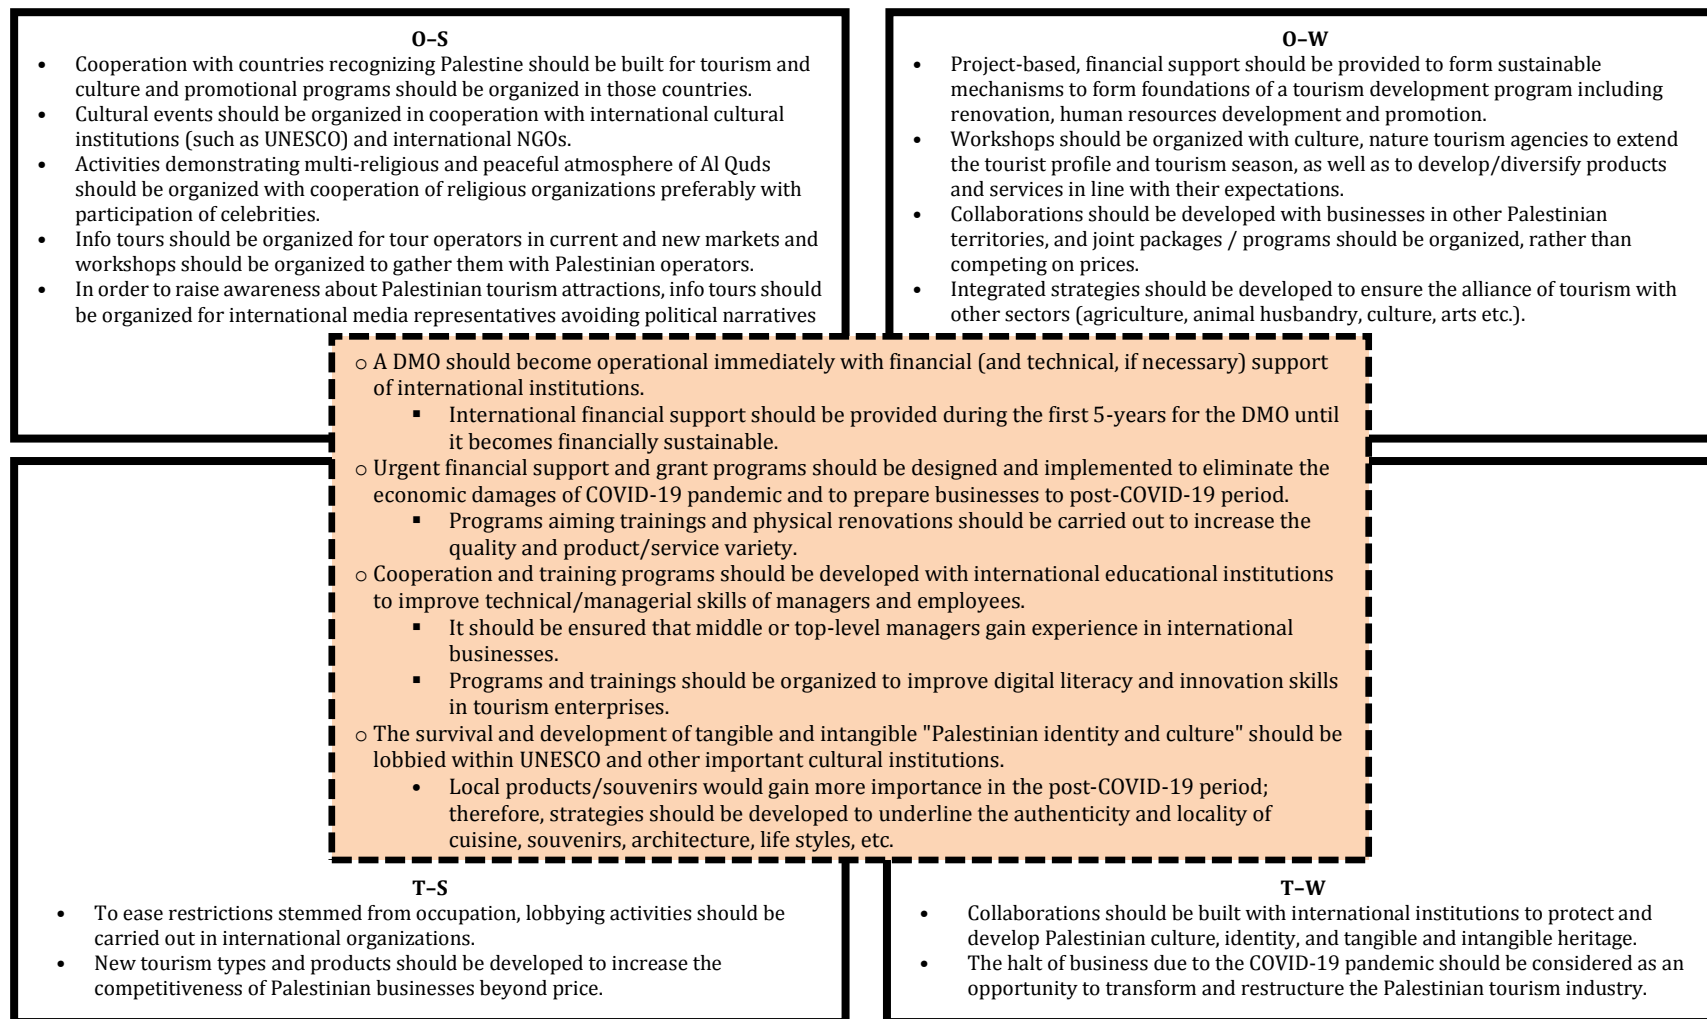 O–S
• Cooperation with countries recognizing Palestine should be built for tourism and
culture and promotional programs should be organized in those countries.
• Cultural events should be organized in cooperation with international cultural
institutions (such as UNESCO) and international NGOs.
• Activities demonstrating multi-religious and peaceful atmosphere of Al Quds
should be organized with cooperation of religious organizations preferably with
participation of celebrities.
• Info tours should be organized for tour operators in current and new markets and
workshops should be organized to gather them with Palestinian operators.
• In order to raise awareness about Palestinian tourism attractions, info tours should
be organized for international media representatives avoiding political narratives
O–W
• Project-based, financial support should be provided to form sustainable
mechanisms to form foundations of a tourism development program including
renovation, human resources development and promotion.
• Workshops should be organized with culture, nature tourism agencies to extend
the tourist profile and tourism season, as well as to develop/diversify products
and services in line with their expectations.
• Collaborations should be developed with businesses in other Palestinian
territories, and joint packages / programs should be organized, rather than
competing on prices.
• Integrated strategies should be developed to ensure the alliance of tourism with
other sectors (agriculture, animal husbandry, culture, arts etc.).
○ A DMO should become operational immediately with financial (and technical, if necessary) support
of international institutions.
▪ International financial support should be provided during the first 5-years for the DMO until
it becomes financially sustainable.
○ Urgent financial support and grant programs should be designed and implemented to eliminate the
economic damages of COVID-19 pandemic and to prepare businesses to post-COVID-19 period.
▪ Programs aiming trainings and physical renovations should be carried out to increase the
quality and product/service variety.
○ Cooperation and training programs should be developed with international educational institutions
to improve technical/managerial skills of managers and employees.
▪ It should be ensured that middle or top-level managers gain experience in international
businesses.
▪ Programs and trainings should be organized to improve digital literacy and innovation skills
in tourism enterprises.
○ The survival and development of tangible and intangible "Palestinian identity and culture" should be
lobbied within UNESCO and other important cultural institutions.
• Local products/souvenirs would gain more importance in the post-COVID-19 period;
therefore, strategies should be developed to underline the authenticity and locality of
cuisine, souvenirs, architecture, life styles, etc.
T–S
• To ease restrictions stemmed from occupation, lobbying activities should be
carried out in international organizations.
• New tourism types and products should be developed to increase the
competitiveness of Palestinian businesses beyond price.
T–W
• Collaborations should be built with international institutions to protect and
develop Palestinian culture, identity, and tangible and intangible heritage.
• The halt of business due to the COVID-19 pandemic should be considered as an
opportunity to transform and restructure the Palestinian tourism industry.